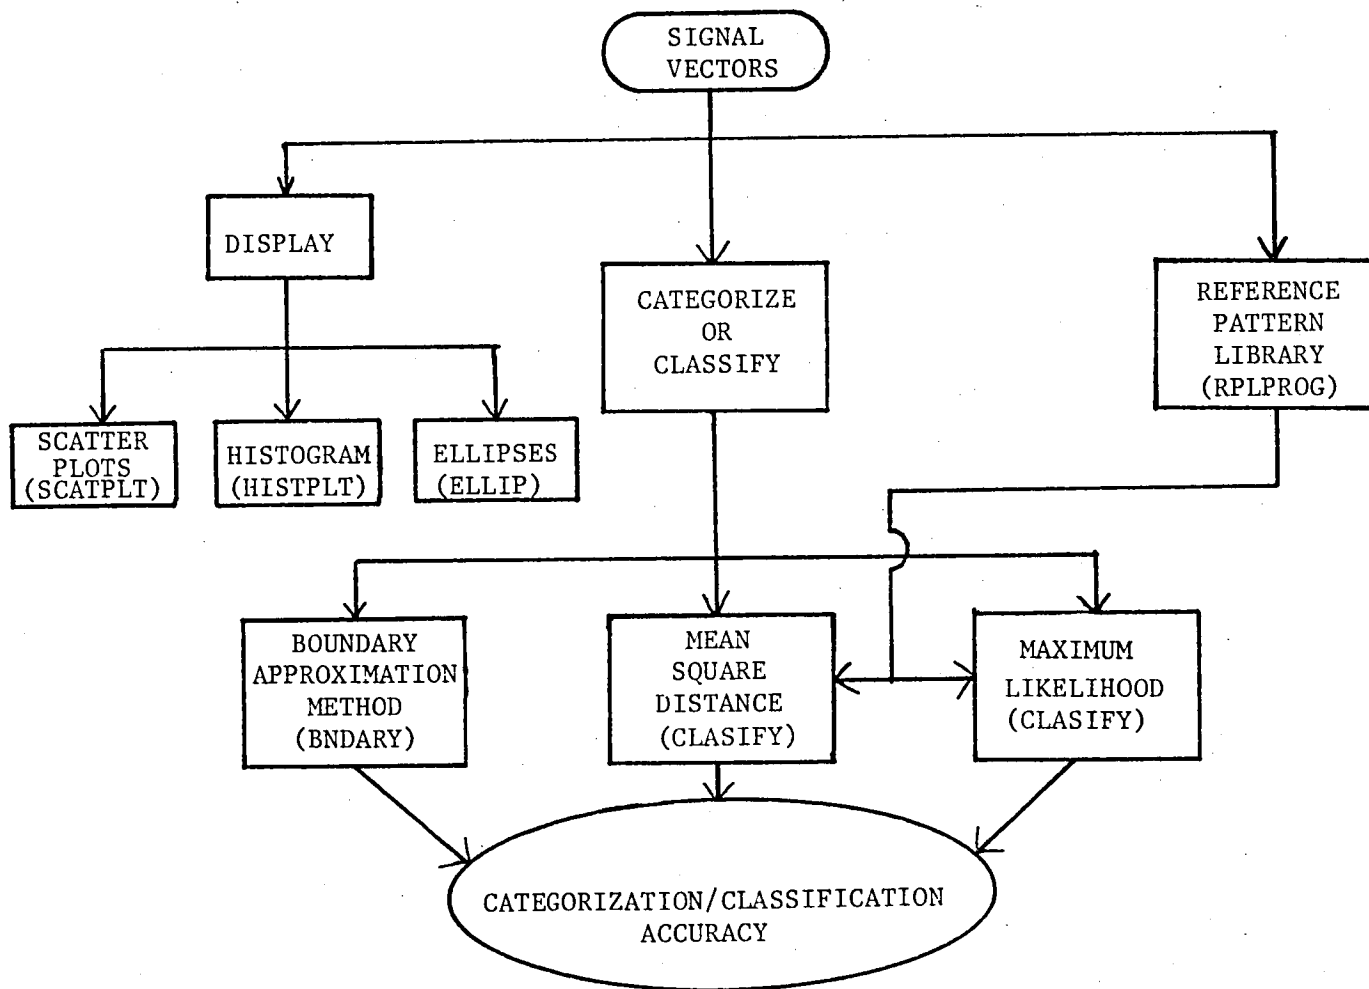 SIGNAL
VECTORS
DISPLAY
CATEGORIZE
OR
CLASSIFY
REFERENCE
PATTERN
LIBRARY
(RPLPROG)
SCATTER
PLOTS
(SCATPLT)
HISTOGRAM
(HISTPLT)
ELLIPSES
(ELLIP)
BOUNDARY
APPROXIMATION
METHOD
(BNDARY)
MEAN
SQUARE
DISTANCE
(CLASIFY)
MAXIMUM
LIKELIHOOD
(CLASIFY)
CATEGORIZATION/CLASSIFICATION
ACCURACY